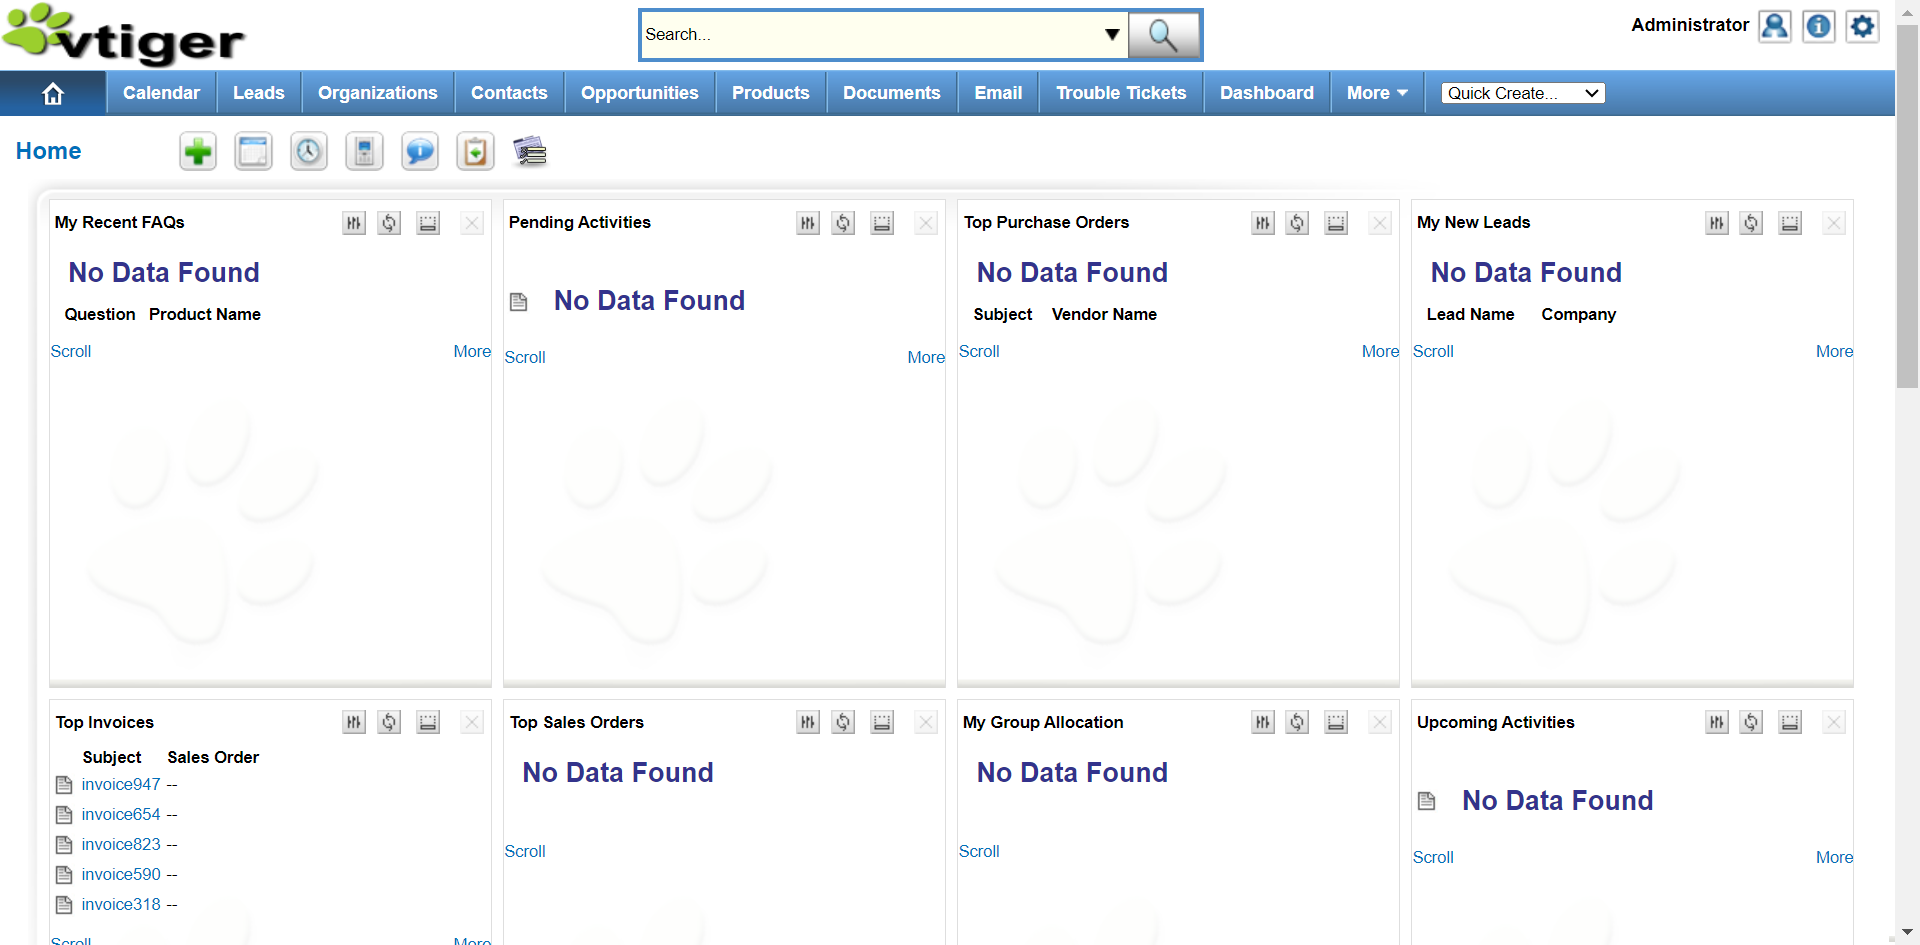 vtiger
Search...
Administrator
Calendar Leads Organizations Contacts Opportunities Products Documents Email Trouble Tickets Dashboard More Quick Create...
Home
My Recent FAQs
No Data Found
Question Product Name
Scroll More
Pending Activities
No Data Found
Scroll More
Top Purchase Orders
No Data Found
Subject Vendor Name
Scroll More
My New Leads
No Data Found
Lead Name Company
Scroll More
Top Invoices
Subject Sales Order
invoice947 --
invoice654 --
invoice823 --
invoice590 --
invoice318 --
Scroll More
Top Sales Orders
No Data Found
Scroll
My Group Allocation
No Data Found
Scroll
Upcoming Activities
No Data Found
Scroll More